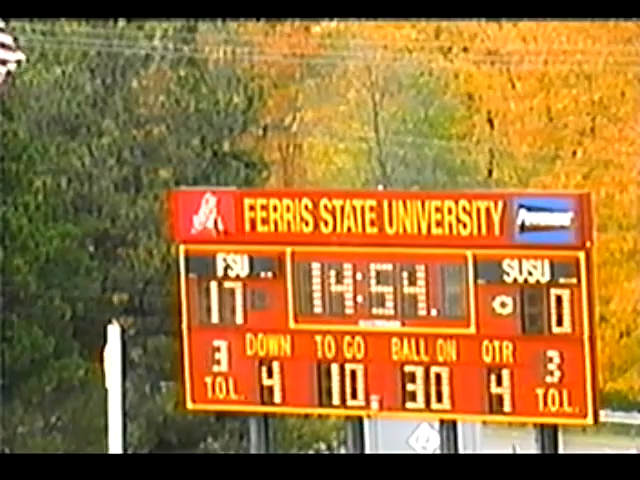 FERRIS STATE UNIVERSITY
FSU 14:54 SUSU
17 0
DOWN TO GO BALL ON QTR
3 4 10 30 4 3
T.O.L. T.O.L.